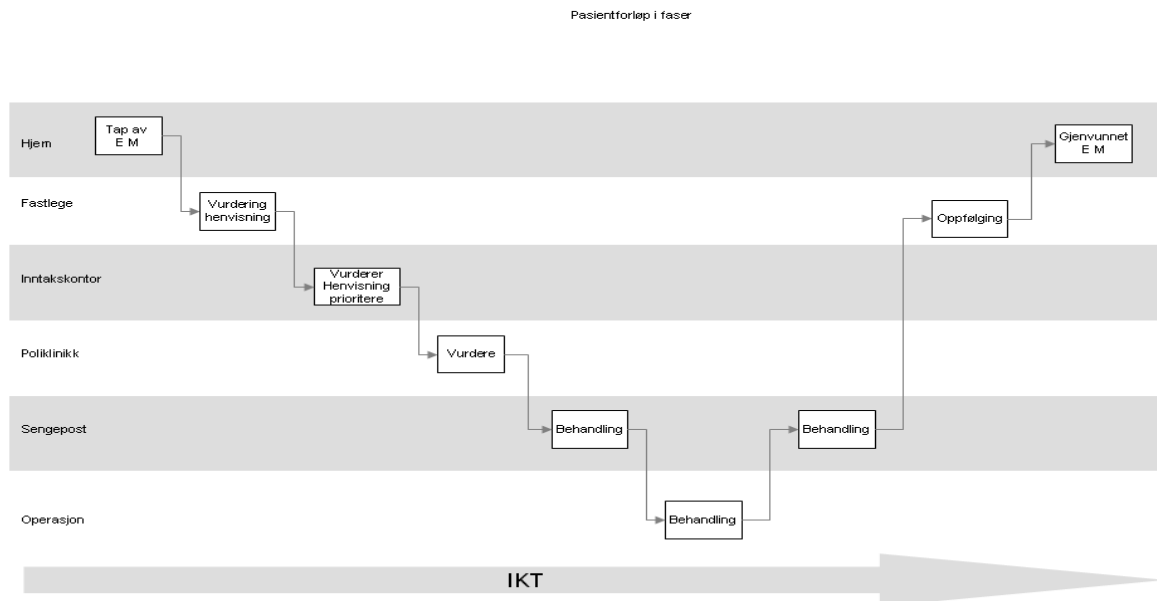 Pasientforløp i faser
Hjem
Tap av
E M
Gjenvunnet
E M
Fastlege
Vurdering
henvisning
Oppfølging
Inntakskontor
Vurderer
Henvisning
prioritere
Poliklinikk
Vurdere
Sengepost
Behandling
Behandling
Operasjon
Behandling
IKT